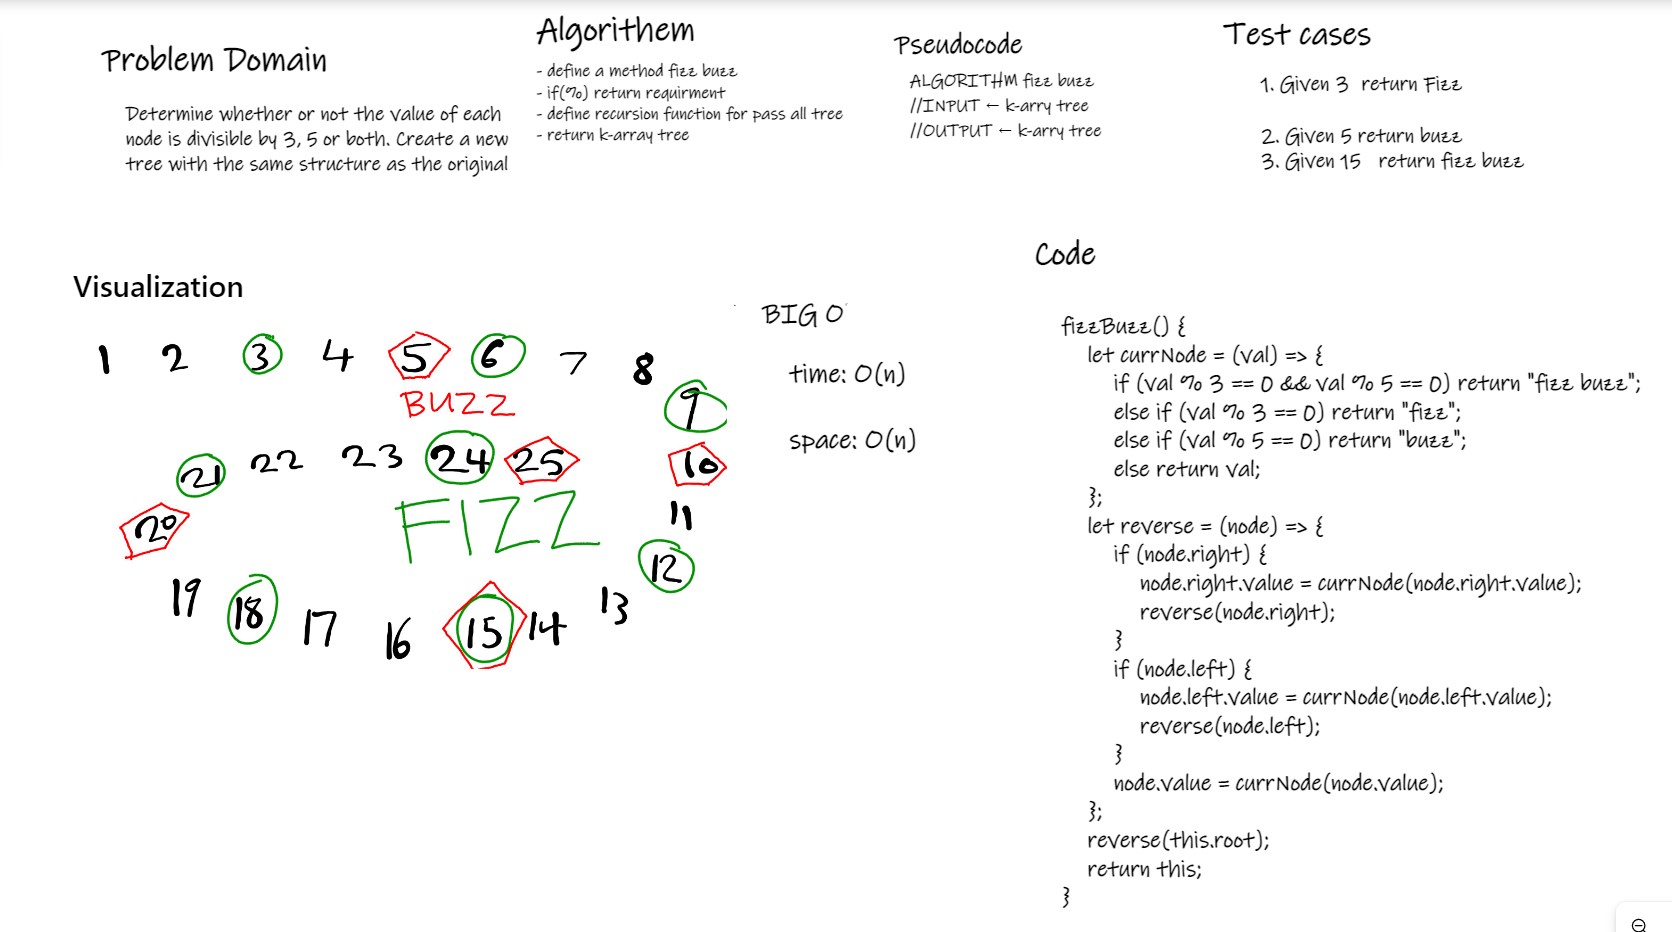 Problem Domain
Determine whether or not the value of each
node is divisible by 3, 5 or both. Create a new
tree with the same structure as the original
Algorithem
- define a method fizz buzz
- if(%) return requirment
- define recursion function for pass all tree
- return k-array tree
Pseudocode
ALGORITHM fizz buzz
//INPUT ← k-arry tree
//OUTPUT ← k-arry tree
Test cases
1. Given 3 return Fizz
2. Given 5 return buzz
3. Given 15 return fizz buzz
Visualization
1 2 3 4 5 6 7 8
BUZZ
9
21 22 23 24 25 10
20 FIZZ 11
12
19 18 17 16 15 14 13
BIG O
time: O(n)
space: O(n)
Code
fizzBuzz() {
let currNode = (val) => {
if (val % 3 == 0 && val % 5 == 0) return "fizz buzz";
else if (val % 3 == 0) return "fizz";
else if (val % 5 == 0) return "buzz";
else return val;
};
let reverse = (node) => {
if (node.right) {
node.right.value = currNode(node.right.value);
reverse(node.right);
}
if (node.left) {
node.left.value = currNode(node.left.value);
reverse(node.left);
}
node.value = currNode(node.value);
};
reverse(this.root);
return this;
}